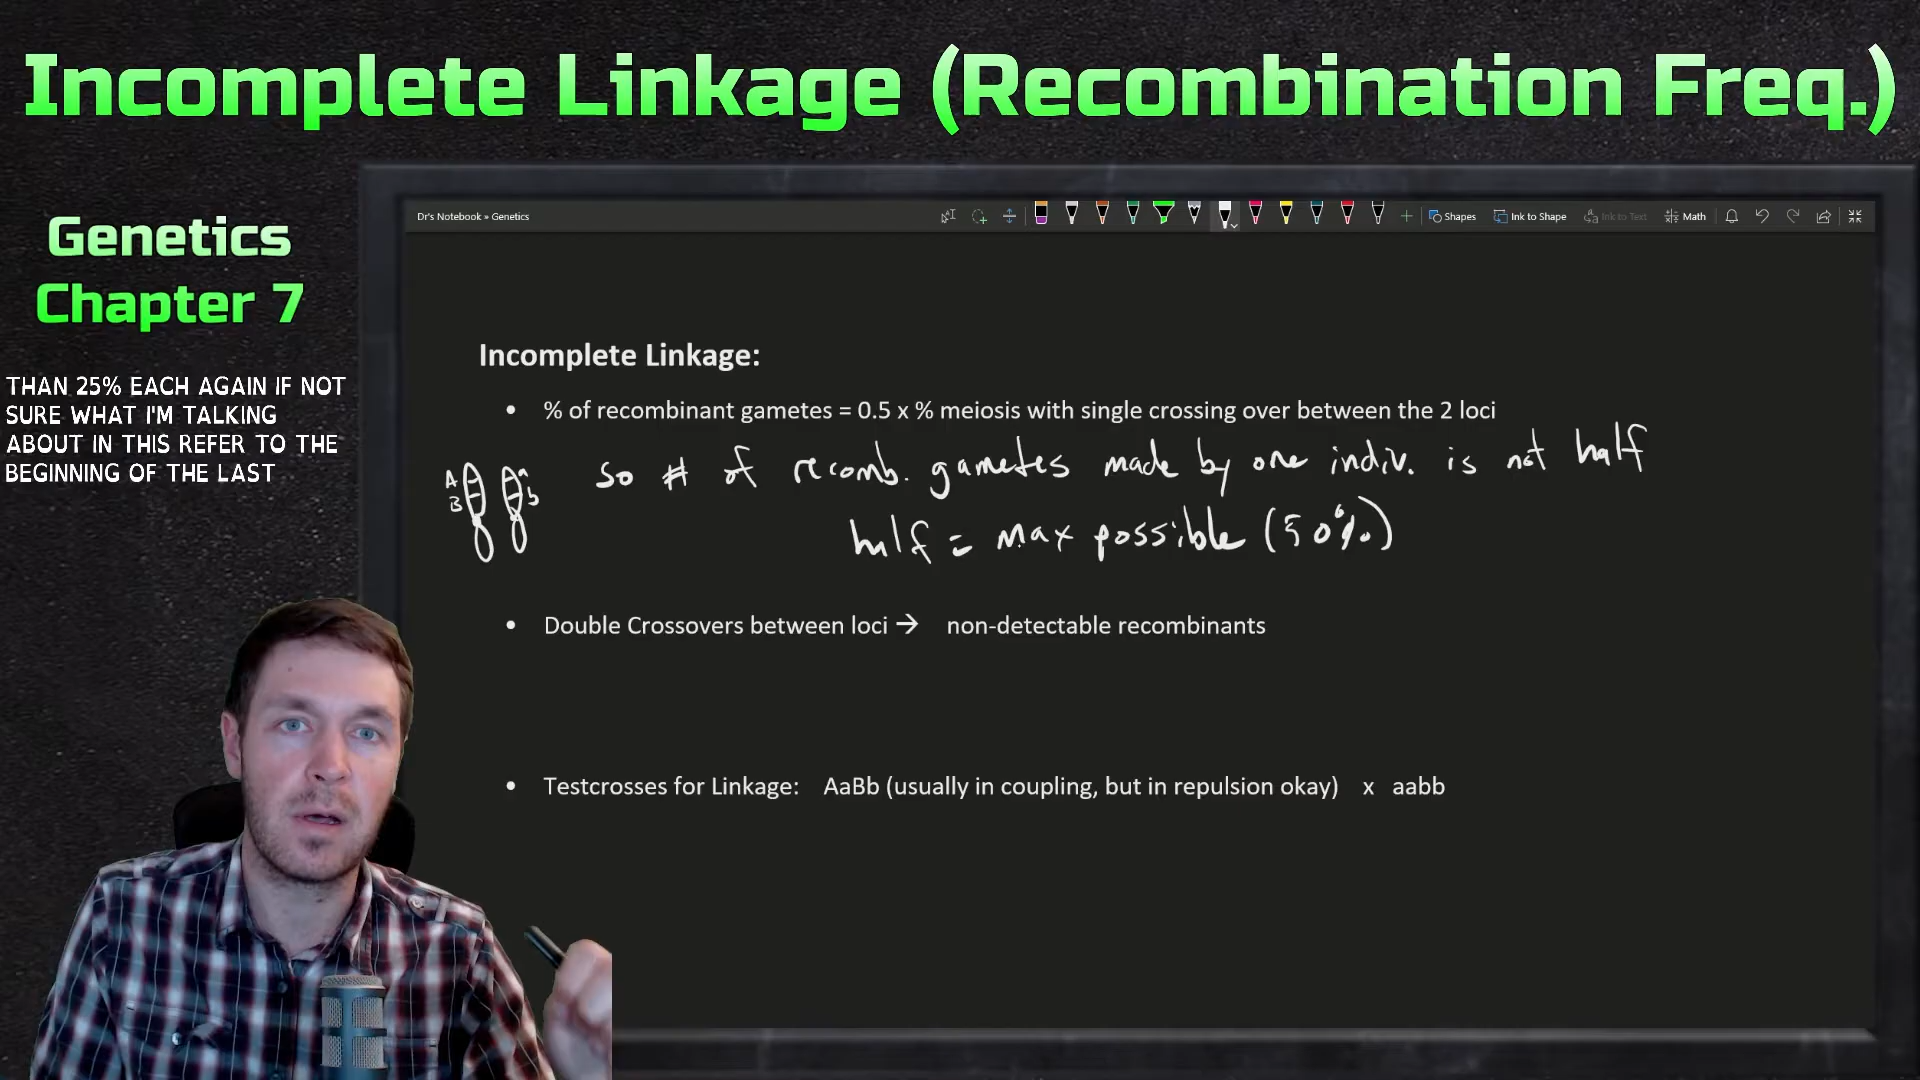 Incomplete Linkage (Recombination Freq.)
Genetics
Chapter 7
THAN 25% EACH AGAIN IF NOT
SURE WHAT I'M TALKING
ABOUT IN THIS REFER TO THE
BEGINNING OF THE LAST
Dr's Notebook » Genetics
Shapes
Ink to Shape
Ink to Text
Math
Incomplete Linkage:
• % of recombinant gametes = 0.5 x % meiosis with single crossing over between the 2 loci
A a
B b
so # of recomb. gametes made by one indiv. is not half
half = max possible (50%)
• Double Crossovers between loci → non-detectable recombinants
• Testcrosses for Linkage: AaBb (usually in coupling, but in repulsion okay) x aabb